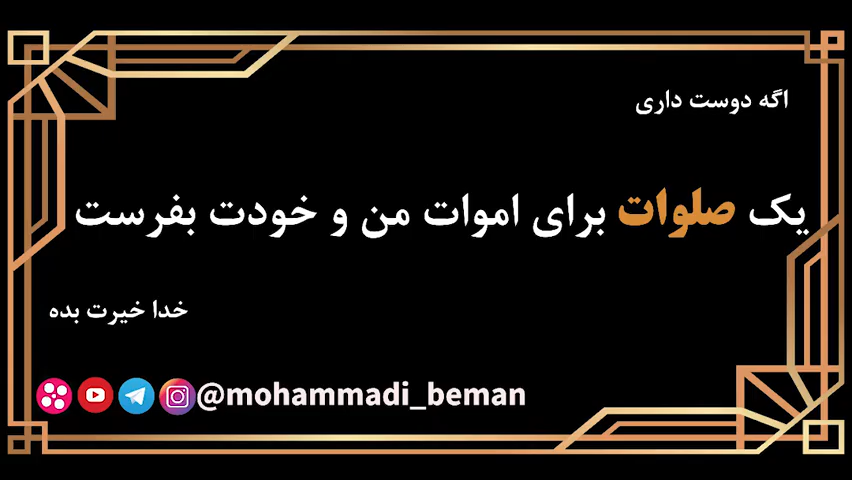 اگه دوست داری
یک صلوات برای اموات من و خودت بفرست
خدا خیرت بده
@mohammadi_beman